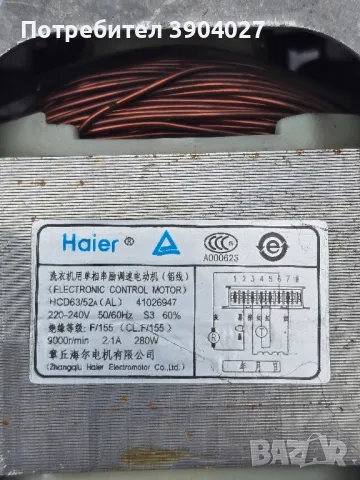 Потребител 3904027
Haier ®
CCC S
A000623
e
洗衣机用单相串励调速电动机(铝线)
(ELECTRONIC CONTROL MOTOR)
HCD63/52A(AL) 41026947
220-240V 50/60Hz S3 60%
绝缘等级: F/155 (CL.F/155)
9000r/min 2.1A 280W
章丘海尔电机有限公司
(Zhangqiu Haier Electromotor Co.,Ltd.)
1 2 3 4 5 6 7 8
年 月 日
BAZAR